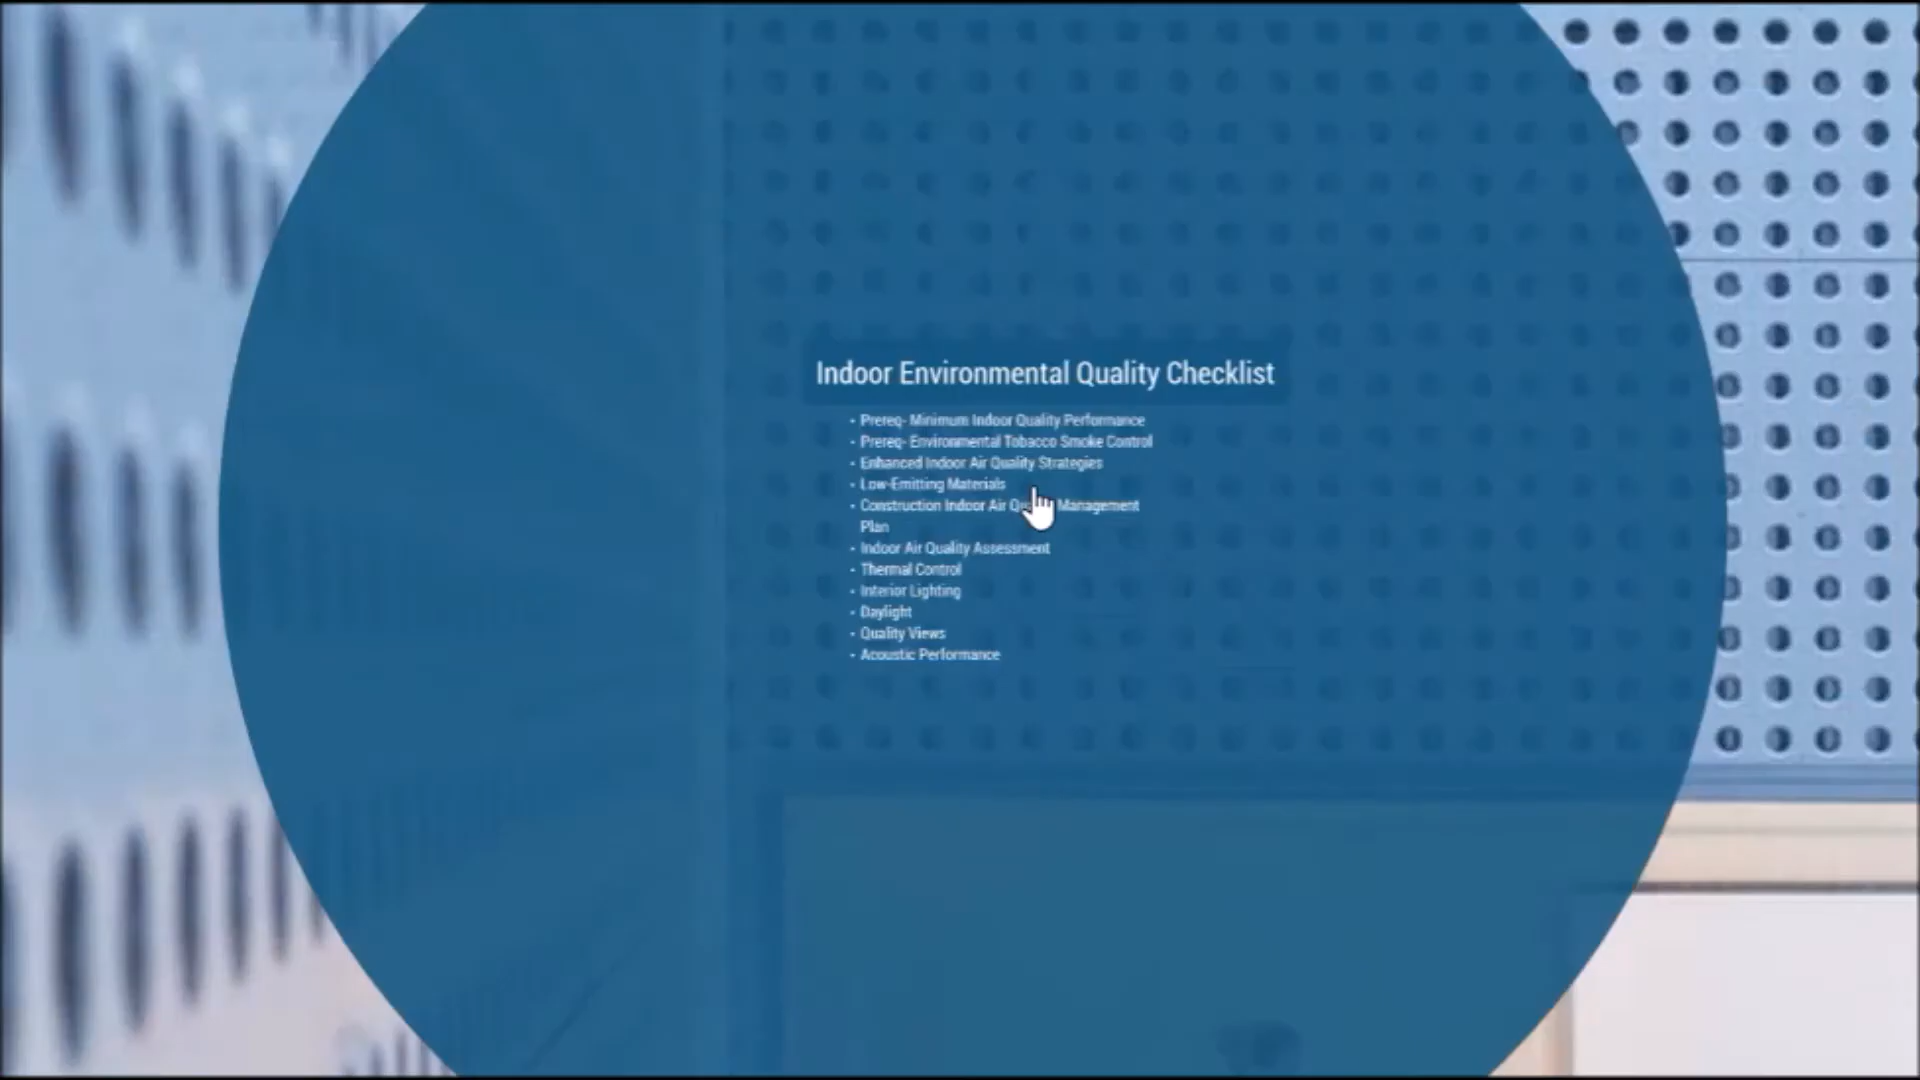 Indoor Environmental Quality Checklist
- Prereq- Minimum Indoor Quality Performance
- Prereq- Environmental Tobacco Smoke Control
- Enhanced Indoor Air Quality Strategies
- Low-Emitting Materials
- Construction Indoor Air Quality Management
Plan
- Indoor Air Quality Assessment
- Thermal Control
- Interior Lighting
- Daylight
- Quality Views
- Acoustic Performance